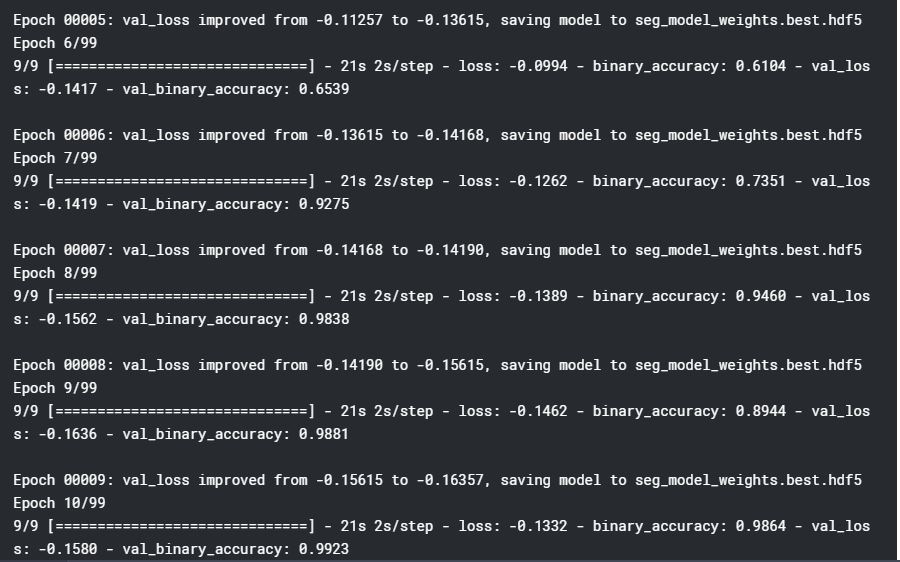 Epoch 00005: val_loss improved from -0.11257 to -0.13615, saving model to seg_model_weights.best.hdf5
Epoch 6/99
9/9 [==============================] - 21s 2s/step - loss: -0.0994 - binary_accuracy: 0.6104 - val_los
s: -0.1417 - val_binary_accuracy: 0.6539
Epoch 00006: val_loss improved from -0.13615 to -0.14168, saving model to seg_model_weights.best.hdf5
Epoch 7/99
9/9 [==============================] - 21s 2s/step - loss: -0.1262 - binary_accuracy: 0.7351 - val_los
s: -0.1419 - val_binary_accuracy: 0.9275
Epoch 00007: val_loss improved from -0.14168 to -0.14190, saving model to seg_model_weights.best.hdf5
Epoch 8/99
9/9 [==============================] - 21s 2s/step - loss: -0.1389 - binary_accuracy: 0.9460 - val_los
s: -0.1562 - val_binary_accuracy: 0.9838
Epoch 00008: val_loss improved from -0.14190 to -0.15615, saving model to seg_model_weights.best.hdf5
Epoch 9/99
9/9 [==============================] - 21s 2s/step - loss: -0.1462 - binary_accuracy: 0.8944 - val_los
s: -0.1636 - val_binary_accuracy: 0.9881
Epoch 00009: val_loss improved from -0.15615 to -0.16357, saving model to seg_model_weights.best.hdf5
Epoch 10/99
9/9 [==============================] - 21s 2s/step - loss: -0.1332 - binary_accuracy: 0.9864 - val_los
s: -0.1580 - val_binary_accuracy: 0.9923